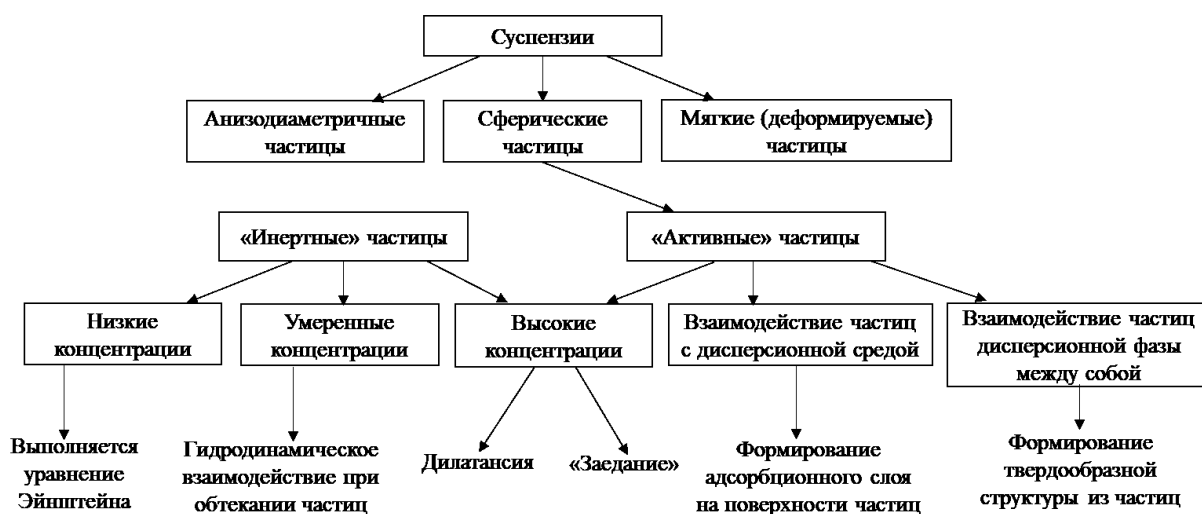 Суспензии
Анизодиаметричные
частицы
Сферические
частицы
Мягкие (деформируемые)
частицы
«Инертные» частицы
«Активные» частицы
Низкие
концентрации
Умеренные
концентрации
Высокие
концентрации
Взаимодействие частиц
с дисперсионной средой
Взаимодействие частиц
дисперсионной фазы
между собой
Выполняется
уравнение
Эйнштейна
Гидродинамическое
взаимодействие при
обтекании частиц
Дилатансия
«Заедание»
Формирование
адсорбционного слоя
на поверхности частиц
Формирование
твердообразной
структуры из частиц